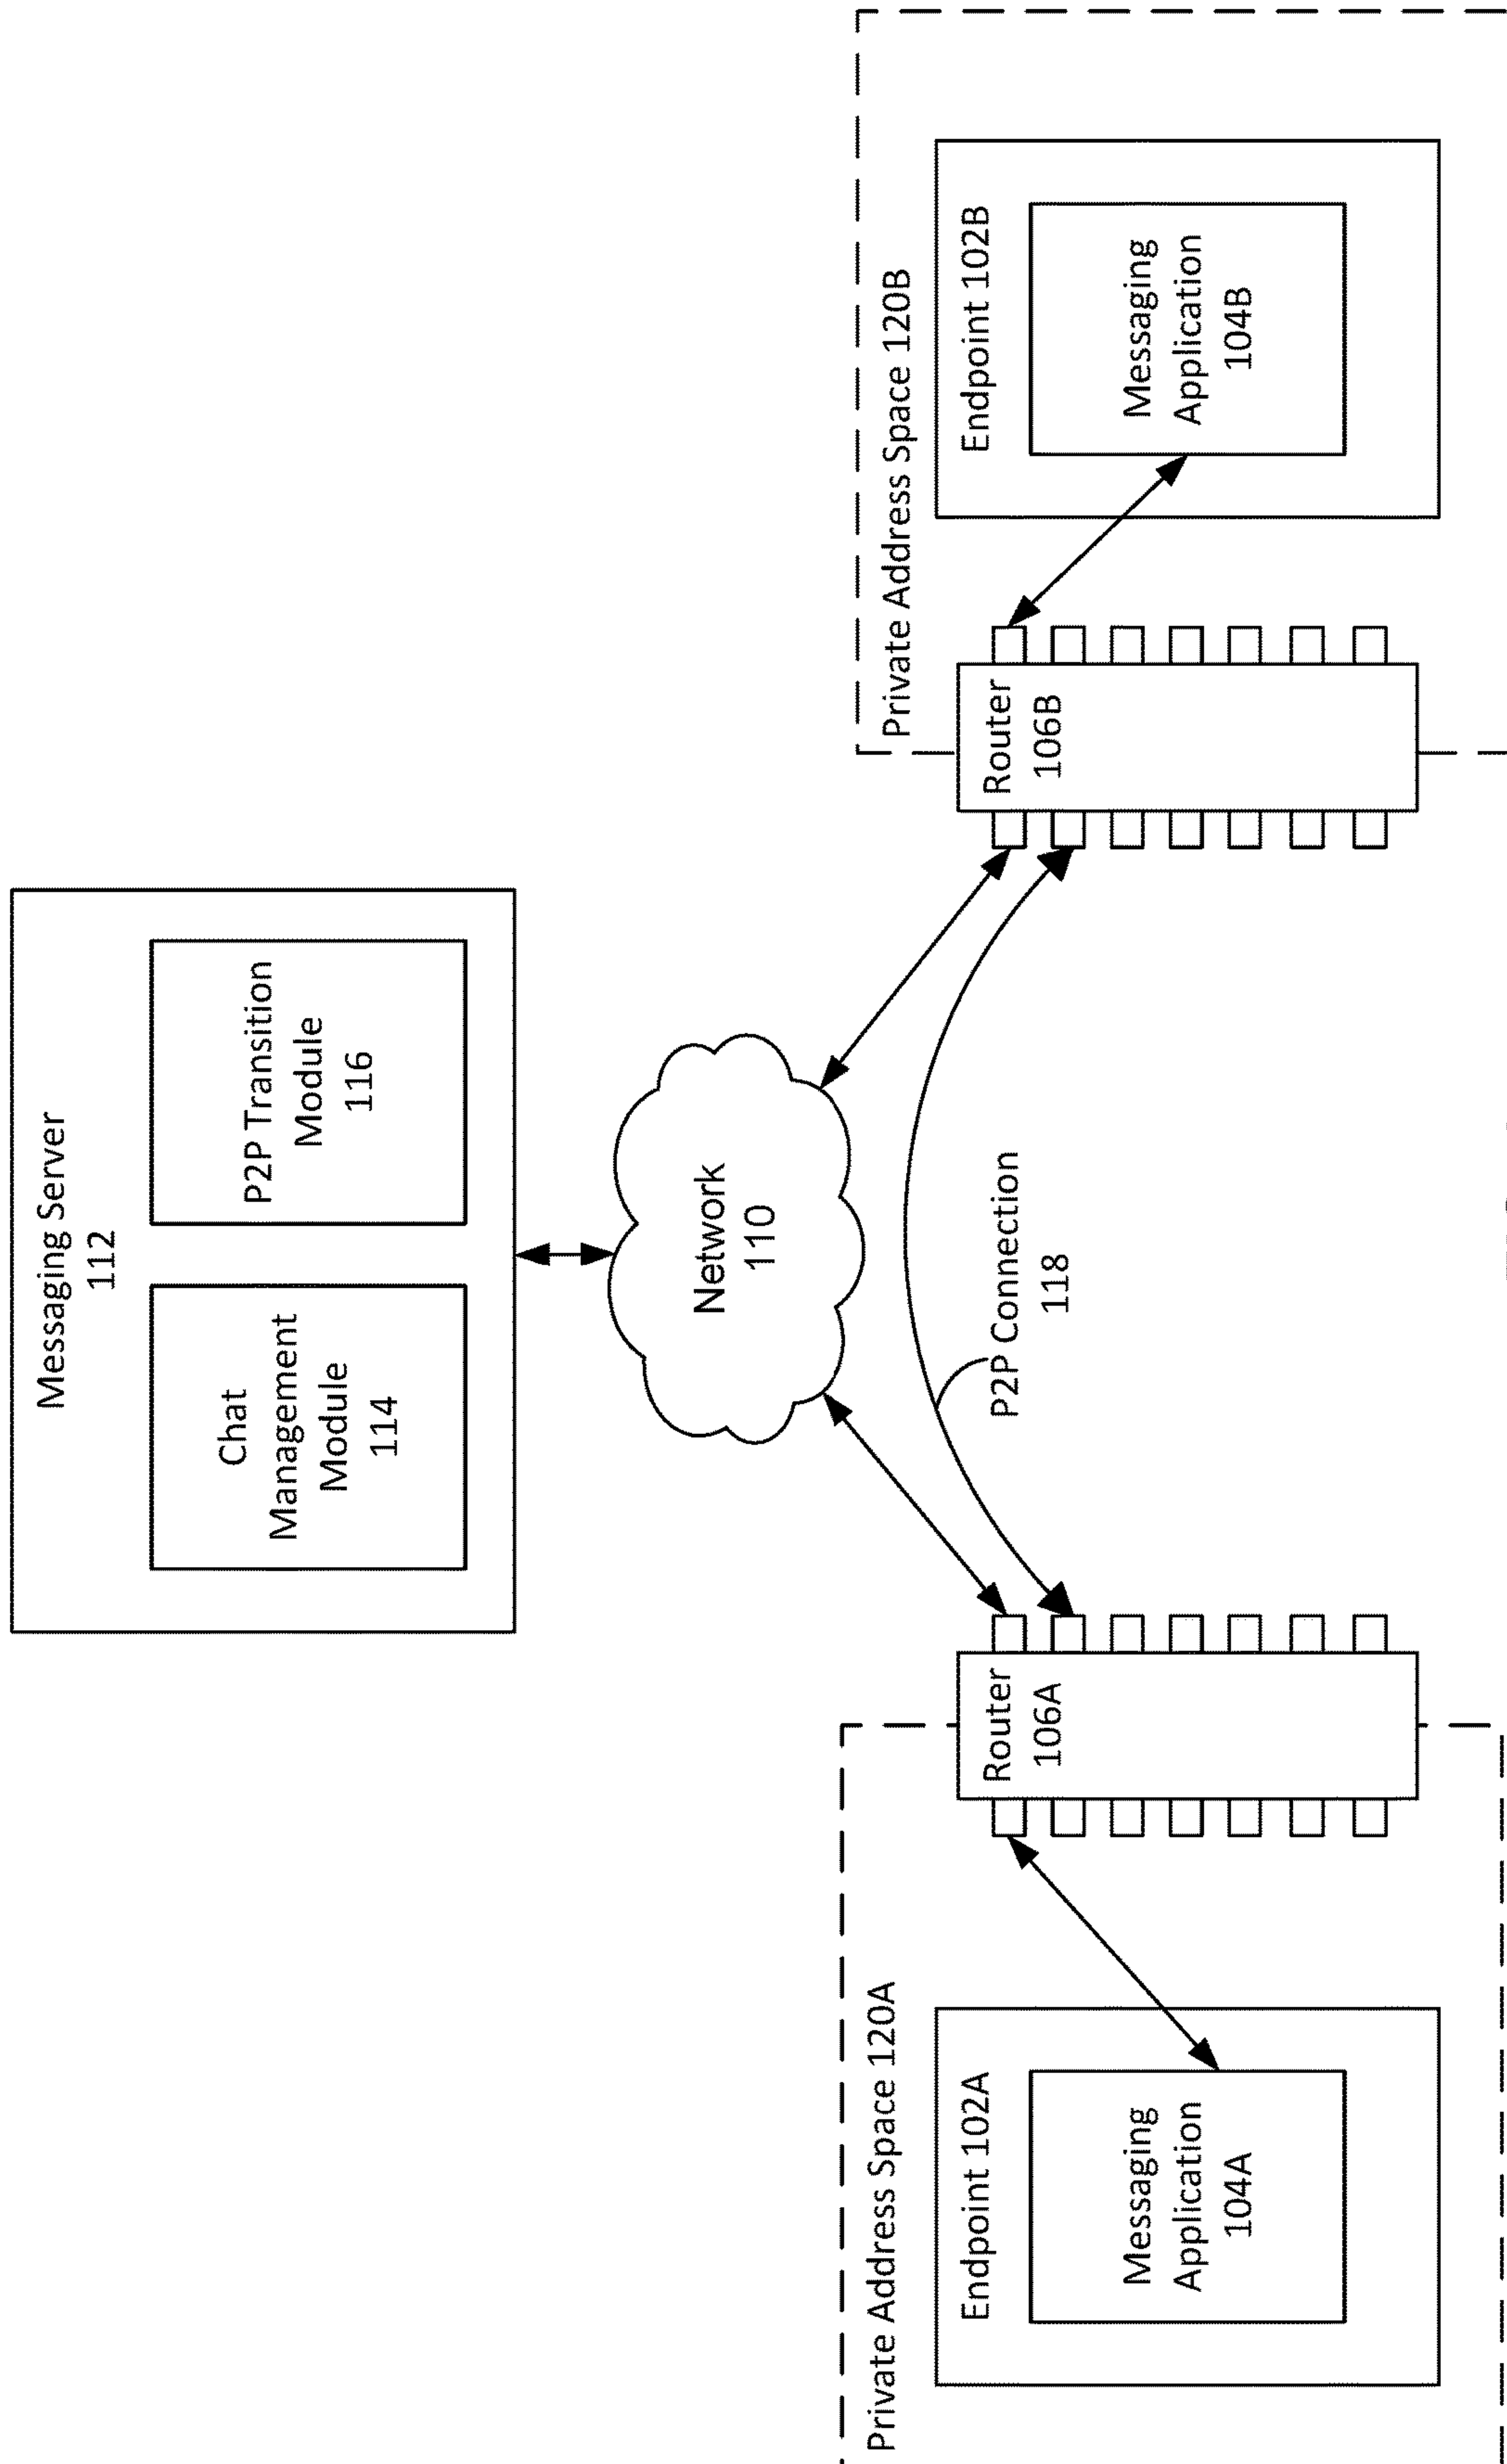 Messaging Server
112
Chat
Management
Module
114
P2P Transition
Module
116
Network
110
P2P Connection
118
Private Address Space 120A
Endpoint 102A
Messaging
Application
104A
Router
106A
Router
106B
Private Address Space 120B
Endpoint 102B
Messaging
Application
104B